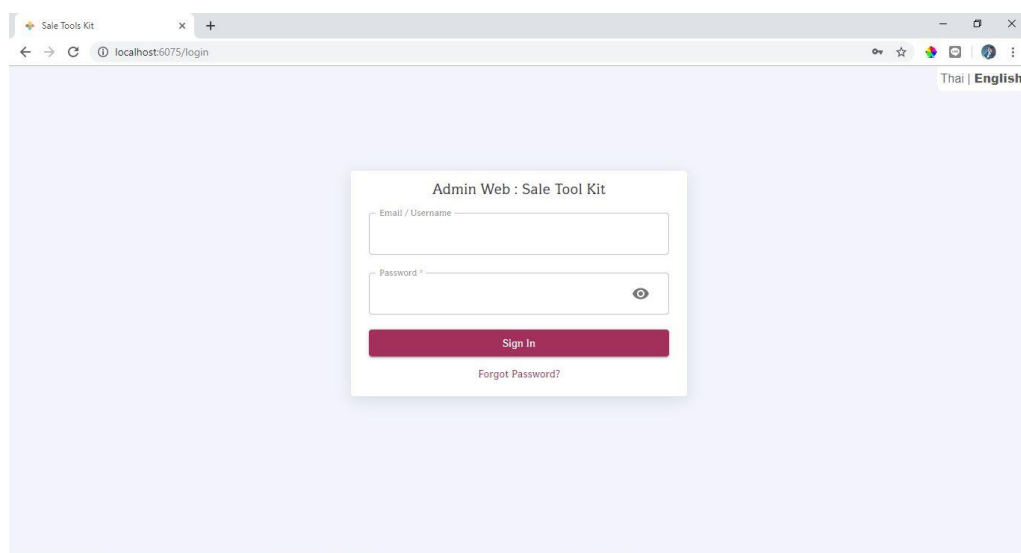 Sale Tools Kit
localhost:6075/login
Thai | English
Admin Web : Sale Tool Kit
Email / Username
Password *
Sign In
Forgot Password?